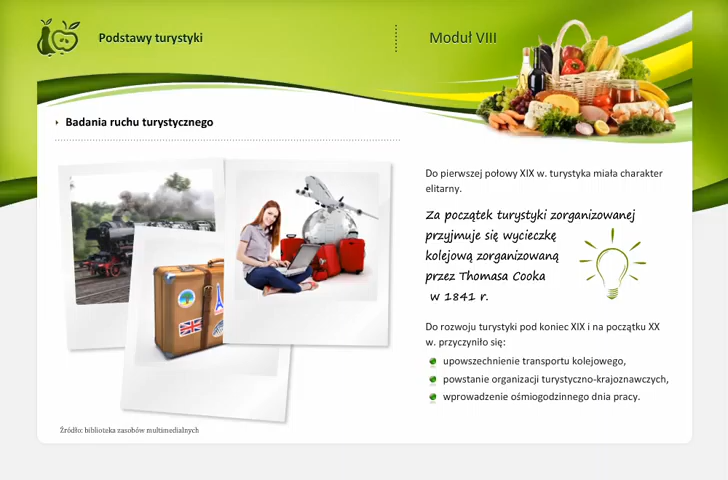 Podstawy turystyki
Moduł VIII
Badania ruchu turystycznego
Do pierwszej połowy XIX w. turystyka miała charakter
elitarny.
Za początek turystyki zorganizowanej
przyjmuje się wycieczkę
kolejową zorganizowaną
przez Thomasa Cooka
w 1841 r.
Do rozwoju turystyki pod koniec XIX i na początku XX
w. przyczyniło się:
upowszechnienie transportu kolejowego,
powstanie organizacji turystyczno-krajoznawczych,
wprowadzenie ośmiogodzinnego dnia pracy.
Źródło: biblioteka zasobów multimedialnych